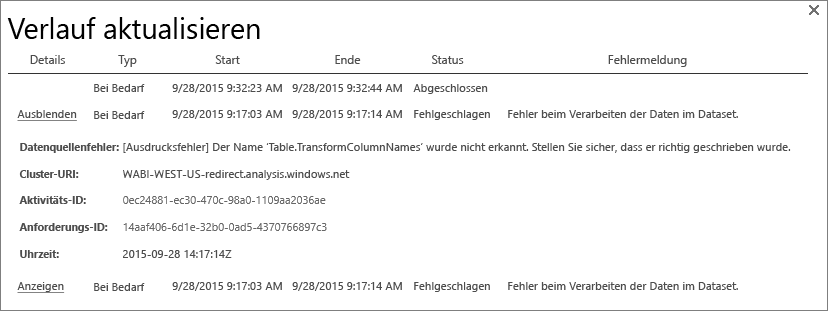 Verlauf aktualisieren
Details Typ Start Ende Status Fehlermeldung
Bei Bedarf 9/28/2015 9:32:23 AM 9/28/2015 9:32:44 AM Abgeschlossen
Ausblenden Bei Bedarf 9/28/2015 9:17:03 AM 9/28/2015 9:17:14 AM Fehlgeschlagen Fehler beim Verarbeiten der Daten im Dataset.
Datenquellenfehler: [Ausdrucksfehler] Der Name 'Table.TransformColumnNames' wurde nicht erkannt. Stellen Sie sicher, dass er richtig geschrieben wurde.
Cluster-URI: WABI-WEST-US-redirect.analysis.windows.net
Aktivitäts-ID: 0ec24881-ec30-470c-98a0-1109aa2036ae
Anforderungs-ID: 14aaf406-6d1e-32b0-0ad5-4370766897c3
Uhrzeit: 2015-09-28 14:17:14Z
Anzeigen Bei Bedarf 9/28/2015 9:17:03 AM 9/28/2015 9:17:14 AM Fehlgeschlagen Fehler beim Verarbeiten der Daten im Dataset.